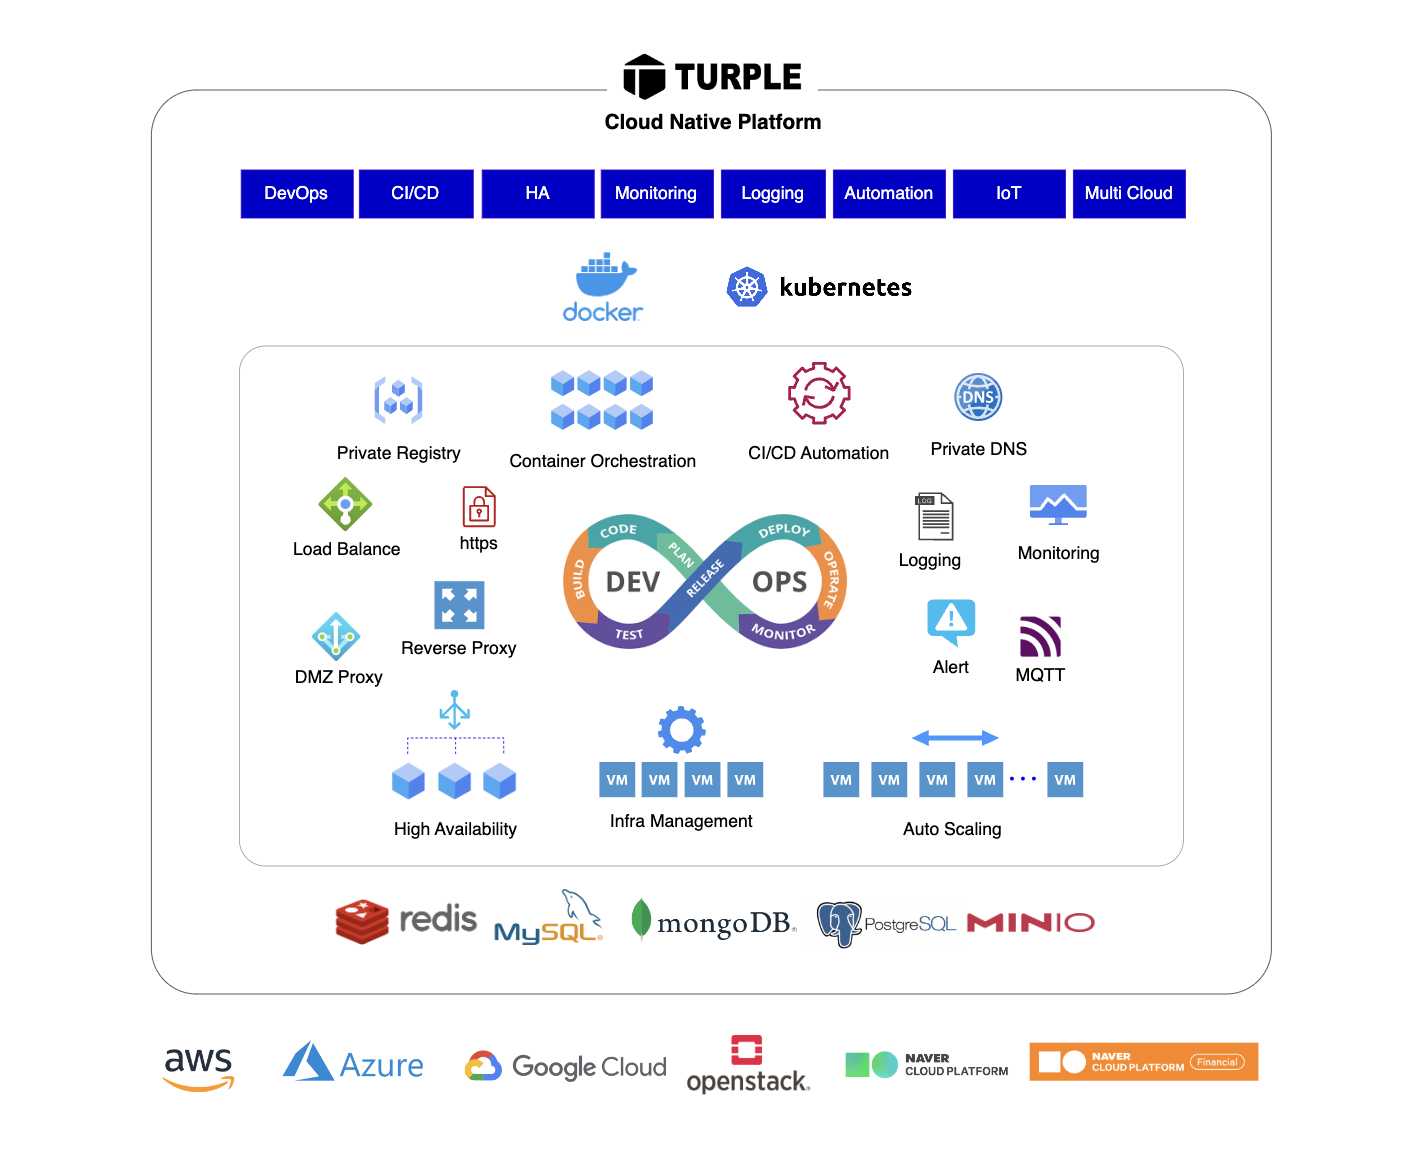 TURPLE
Cloud Native Platform
DevOps
CI/CD
HA
Monitoring
Logging
Automation
IoT
Multi Cloud
docker
kubernetes
Private Registry
Container Orchestration
CI/CD Automation
DNS
Private DNS
Load Balance
https
CODE
PLAN
BUILD
TEST
RELEASE
DEPLOY
OPERATE
MONITOR
DEV
OPS
LOG
Logging
Monitoring
DMZ Proxy
Reverse Proxy
Alert
MQTT
High Availability
VM VM VM VM
Infra Management
VM VM VM VM ··· VM
Auto Scaling
redis
MySQL®
mongoDB®
PostgreSQL
MINIO
aws
Azure
Google Cloud
openstack
NAVER
CLOUD PLATFORM
NAVER
CLOUD PLATFORM
Financial